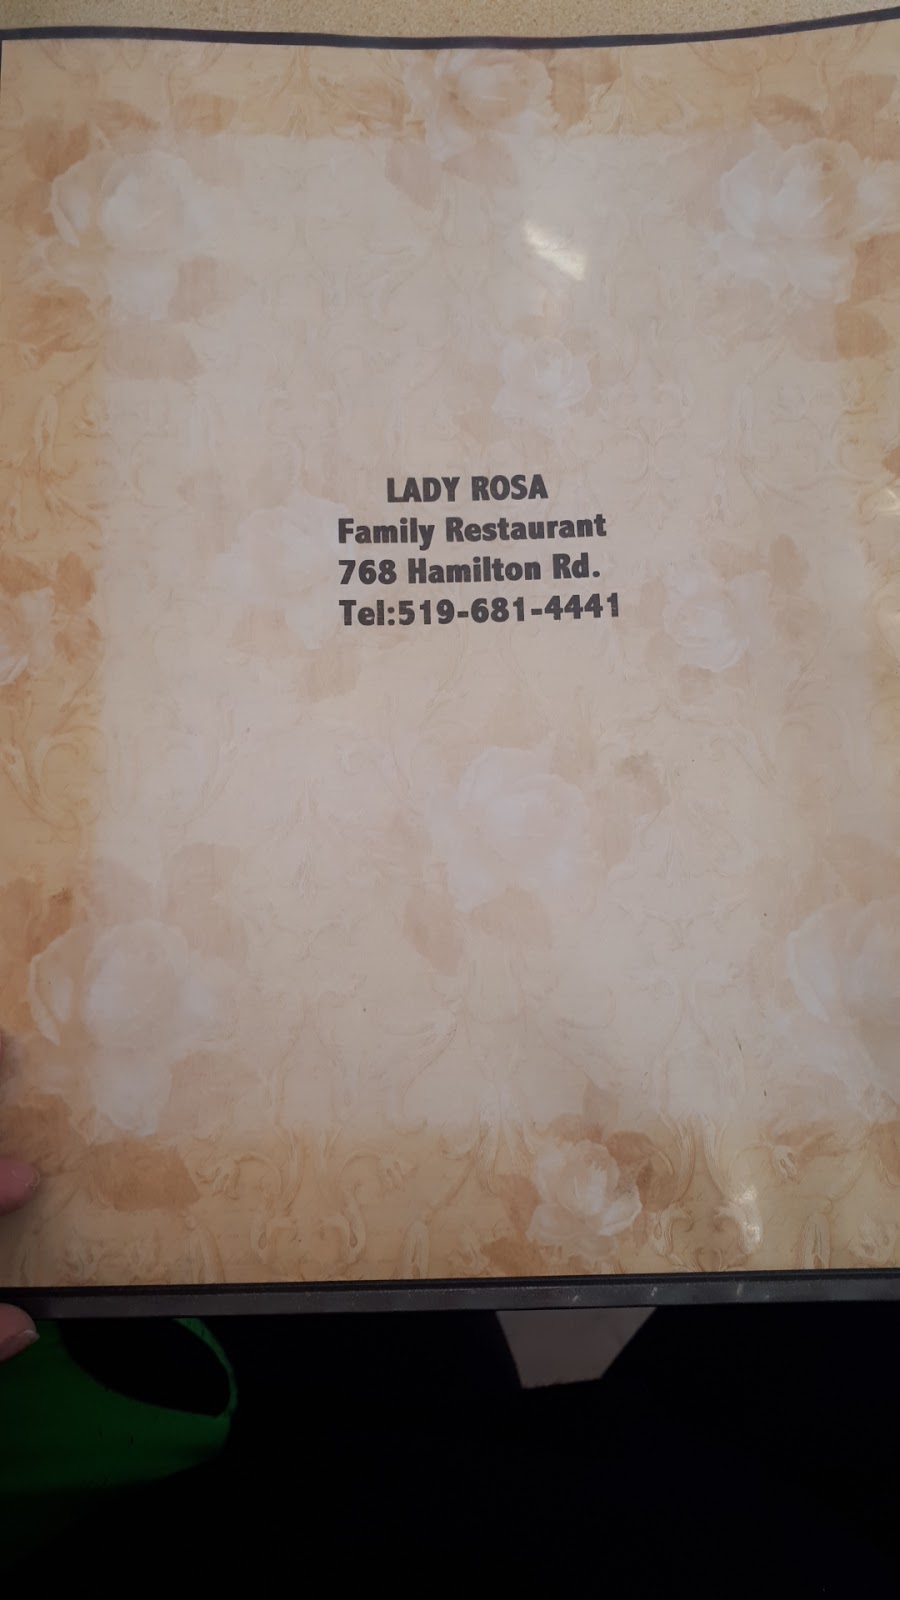 LADY ROSA
Family Restaurant
768 Hamilton Rd.
Tel:519-681-4441